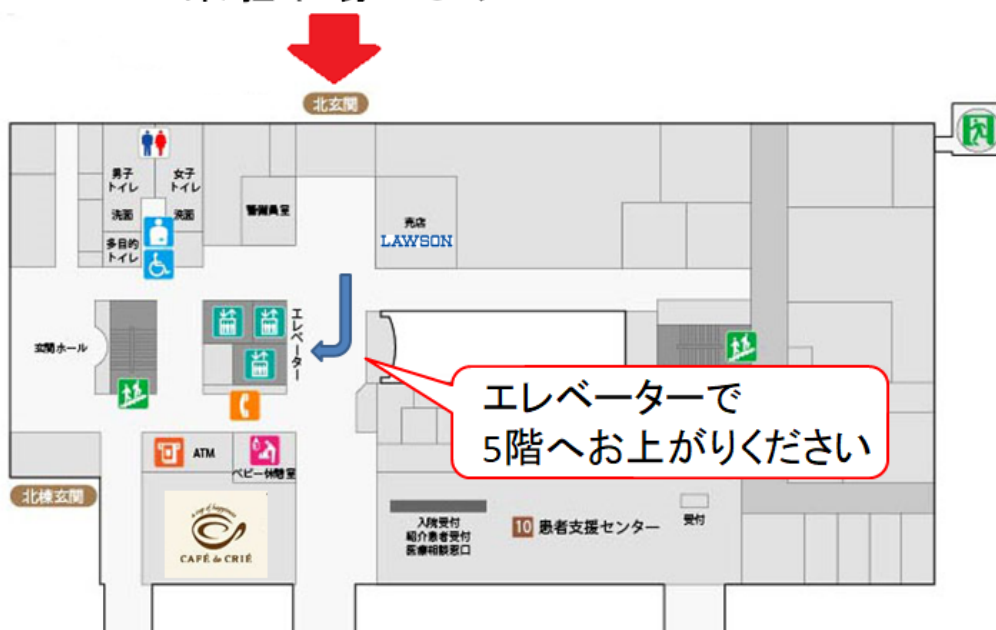 北玄関
男子
トイレ
女子
トイレ
洗面
洗面
多目的
トイレ
警備員室
売店
LAWSON
エレベーター
玄関ホール
エレベーターで
5階へお上がりください
ATM
ベビー休憩室
北棟玄関
a cup of happiness
CAFÉ de CRIÉ
入院受付
紹介患者受付
医療相談窓口
10 患者支援センター
受付